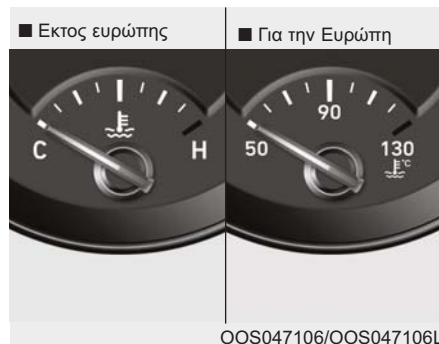 ■ Εκτος ευρώπης
■ Για την Ευρώπη
C H
50 90 130
°C
OOS047106/OOS047106L